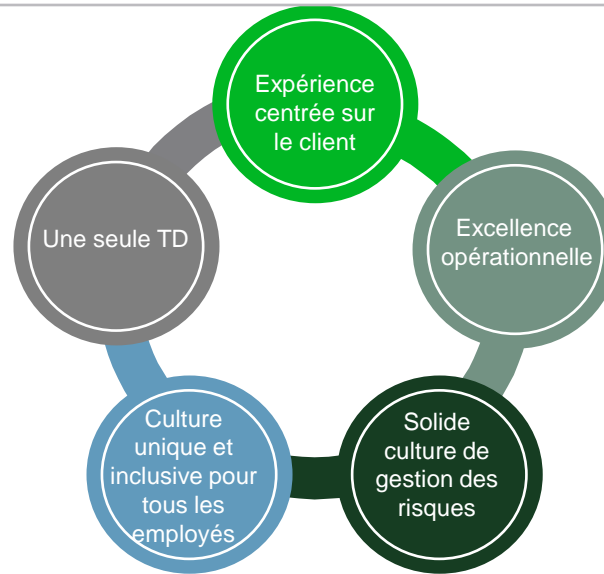 Expérience
centrée sur
le client
Excellence
opérationnelle
Solide
culture de
gestion des
risques
Culture
unique et
inclusive pour
tous les
employés
Une seule TD